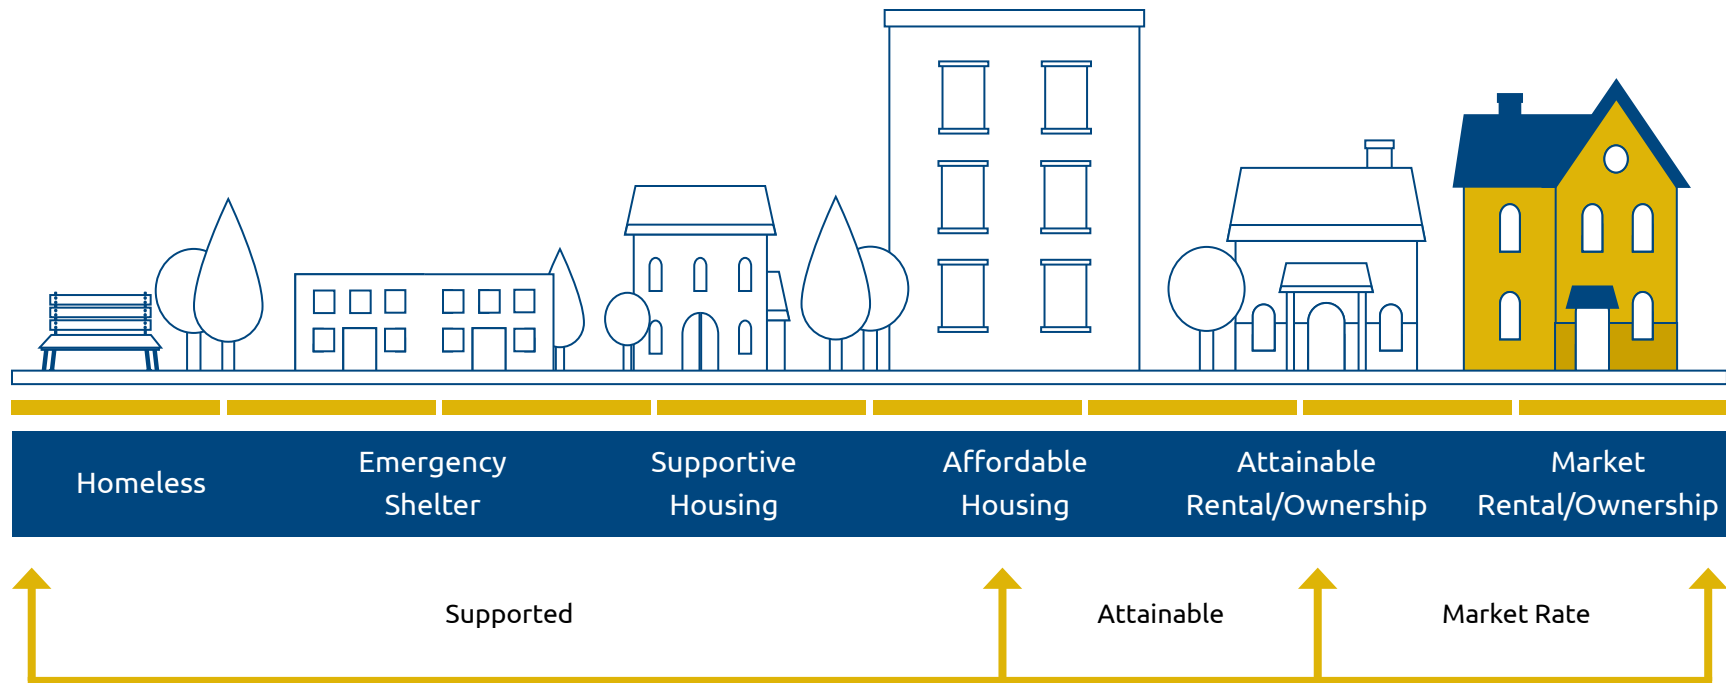 Homeless
Emergency
Shelter
Supportive
Housing
Affordable
Housing
Attainable
Rental/Ownership
Market
Rental/Ownership
Supported
Attainable
Market Rate